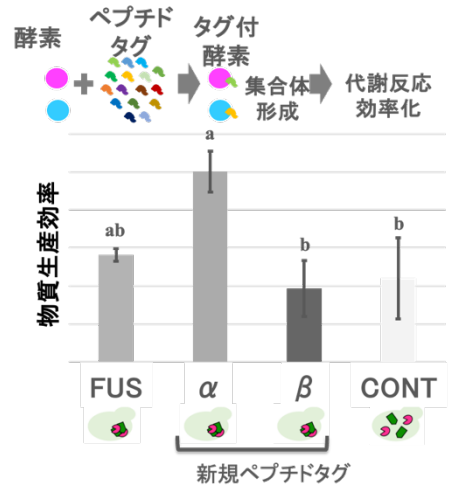 酵素
ペプチド
タグ
タグ付
酵素
集合体
形成
代謝反応
効率化
物質生産効率
a
ab
b
b
FUS
α
β
CONT
新規ペプチドタグ